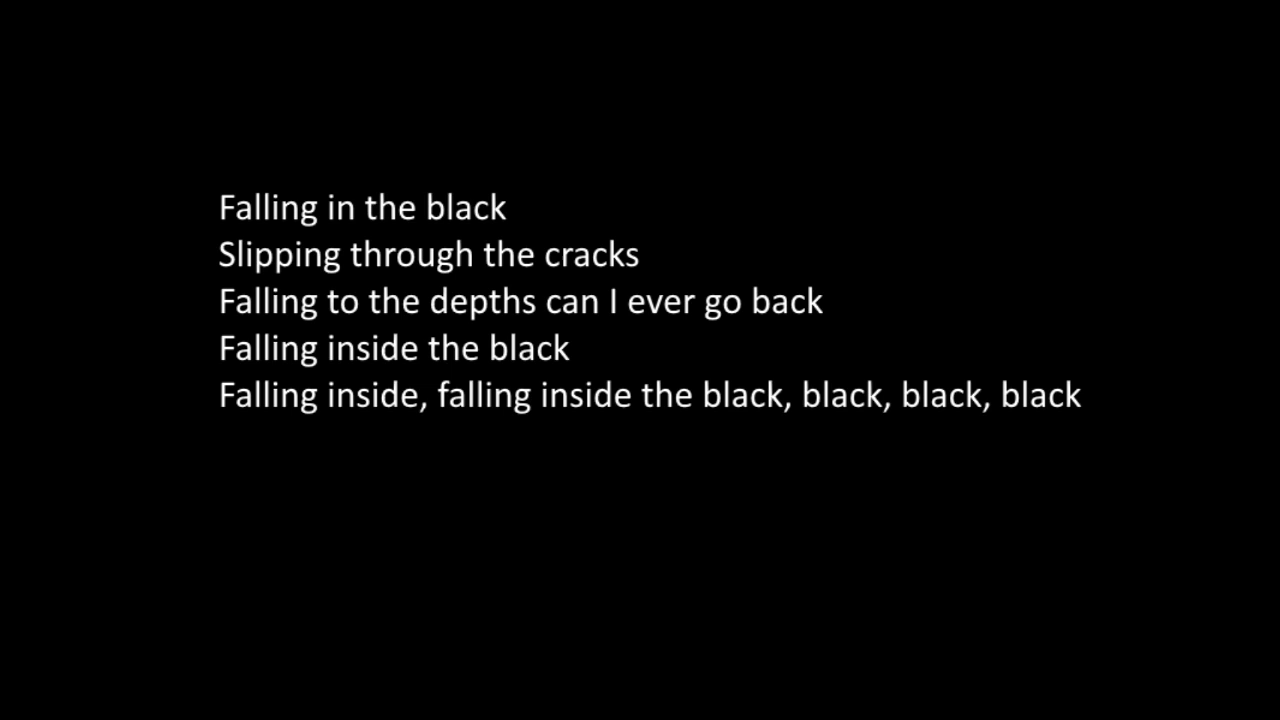 Falling in the black
Slipping through the cracks
Falling to the depths can I ever go back
Falling inside the black
Falling inside, falling inside the black, black, black, black